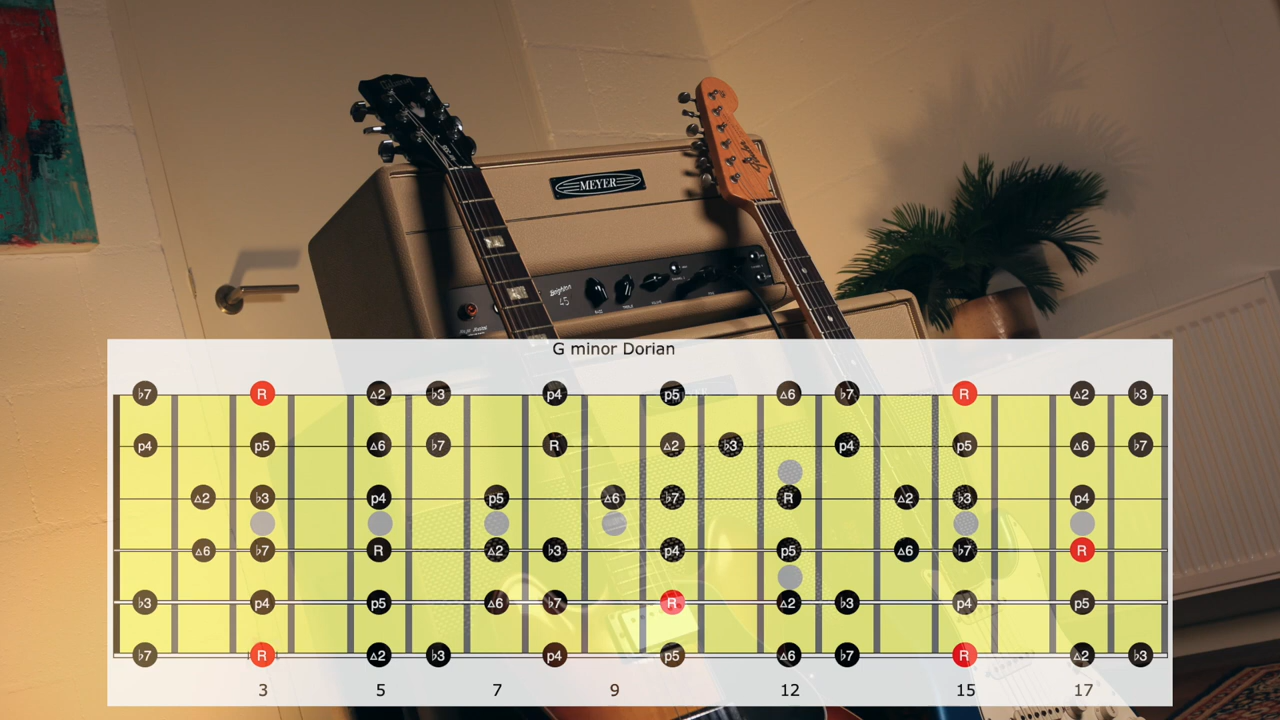 MEYER
G minor Dorian
♭7 R △2 ♭3 p4 p5 △6 ♭7 R △2 ♭3
p4 p5 △6 ♭7 R △2 ♭3 p4 p5 △6 ♭7
△2 ♭3 p4 p5 △6 ♭7 R △2 ♭3 p4
△6 ♭7 R △2 ♭3 p4 p5 △6 ♭7 R
♭3 p4 p5 △6 ♭7 R △2 ♭3 p4 p5
♭7 R △2 ♭3 p4 p5 △6 ♭7 R △2 ♭3
3 5 7 9 12 15 17